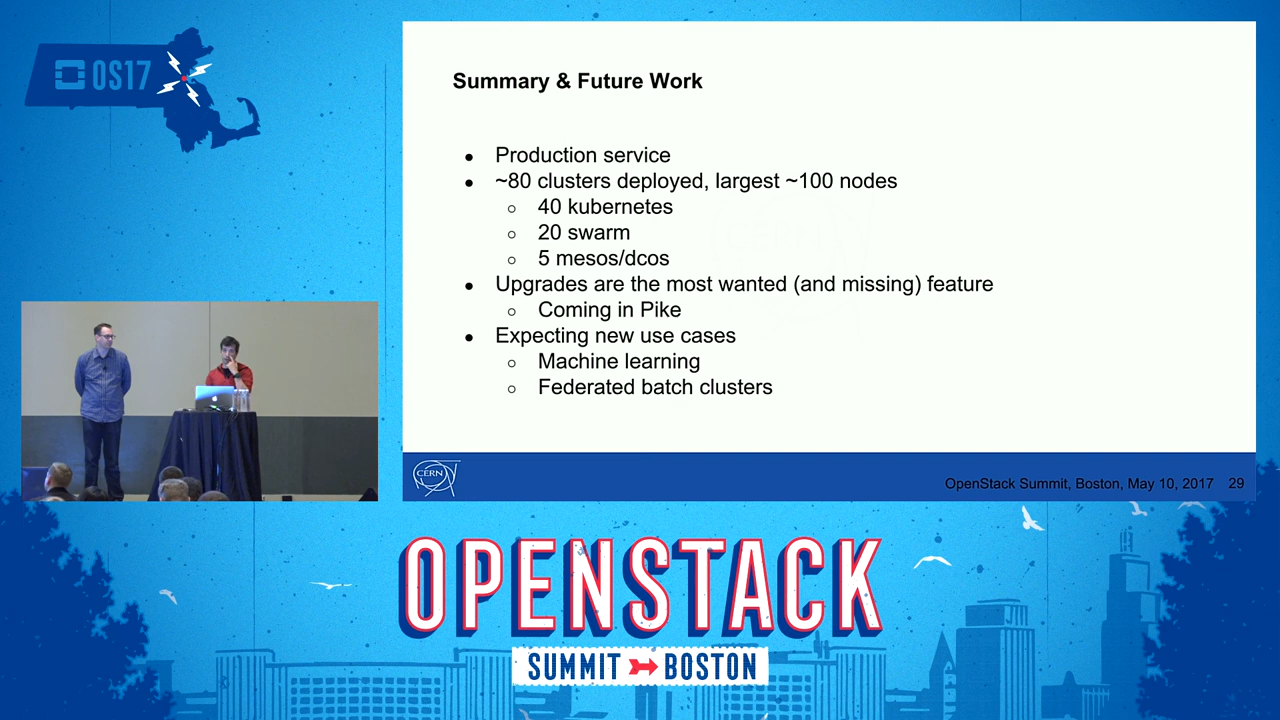 OS17
Summary & Future Work
● Production service
● ~80 clusters deployed, largest ~100 nodes
○ 40 kubernetes
○ 20 swarm
○ 5 mesos/dcos
● Upgrades are the most wanted (and missing) feature
○ Coming in Pike
● Expecting new use cases
○ Machine learning
○ Federated batch clusters
CERN
OpenStack Summit, Boston, May 10, 2017 29
OPENSTACK
SUMMIT BOSTON